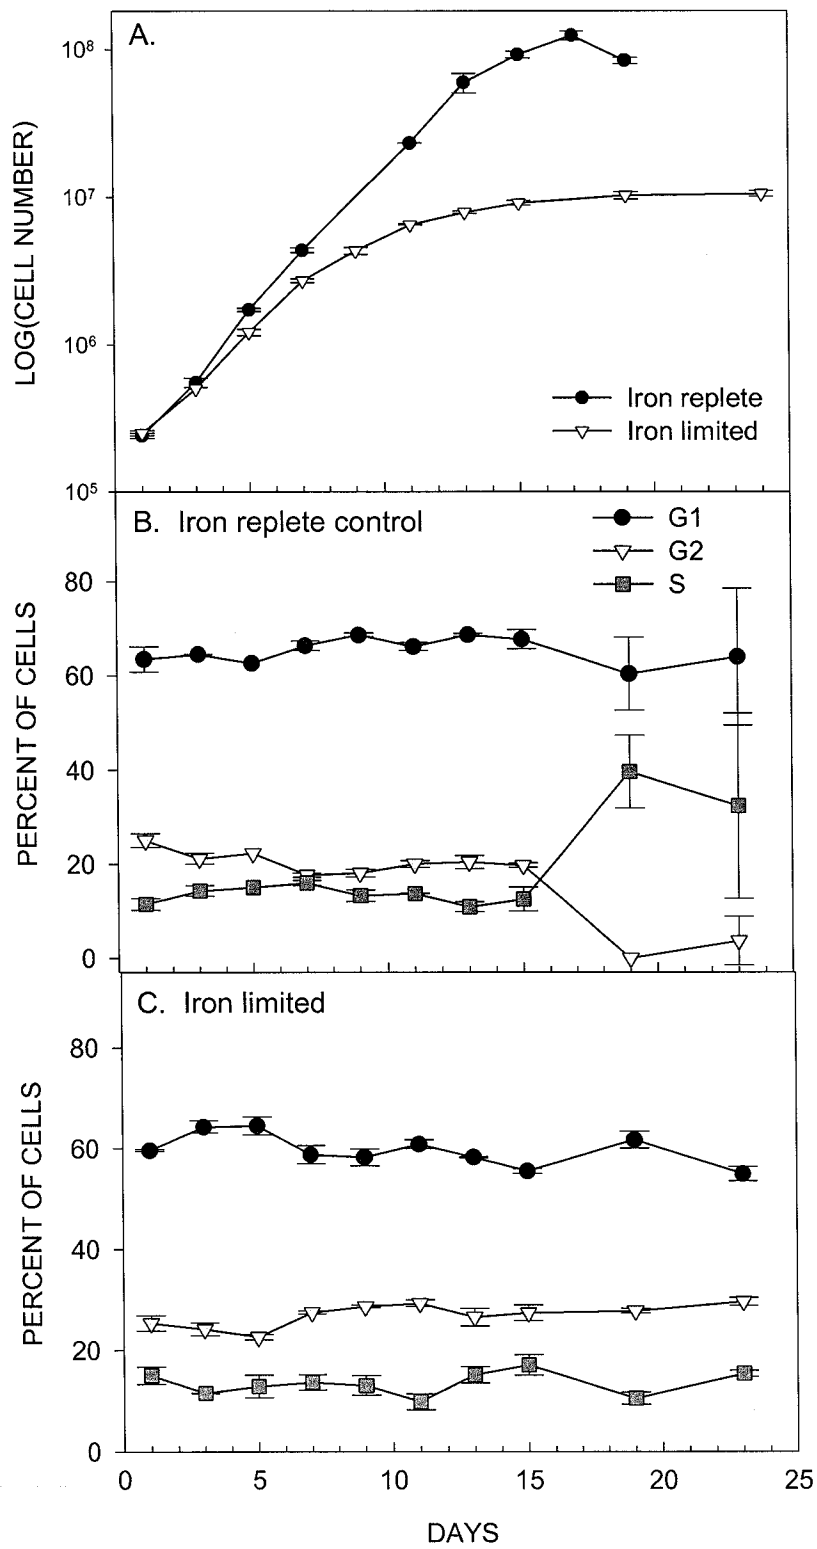 A.
10⁸
10⁷
10⁶
10⁵
LOG(CELL NUMBER)
Iron replete
Iron limited
B. Iron replete control
G1
G2
S
80
60
40
20
0
PERCENT OF CELLS
C. Iron limited
80
60
40
20
0
PERCENT OF CELLS
0 5 10 15 20 25
DAYS